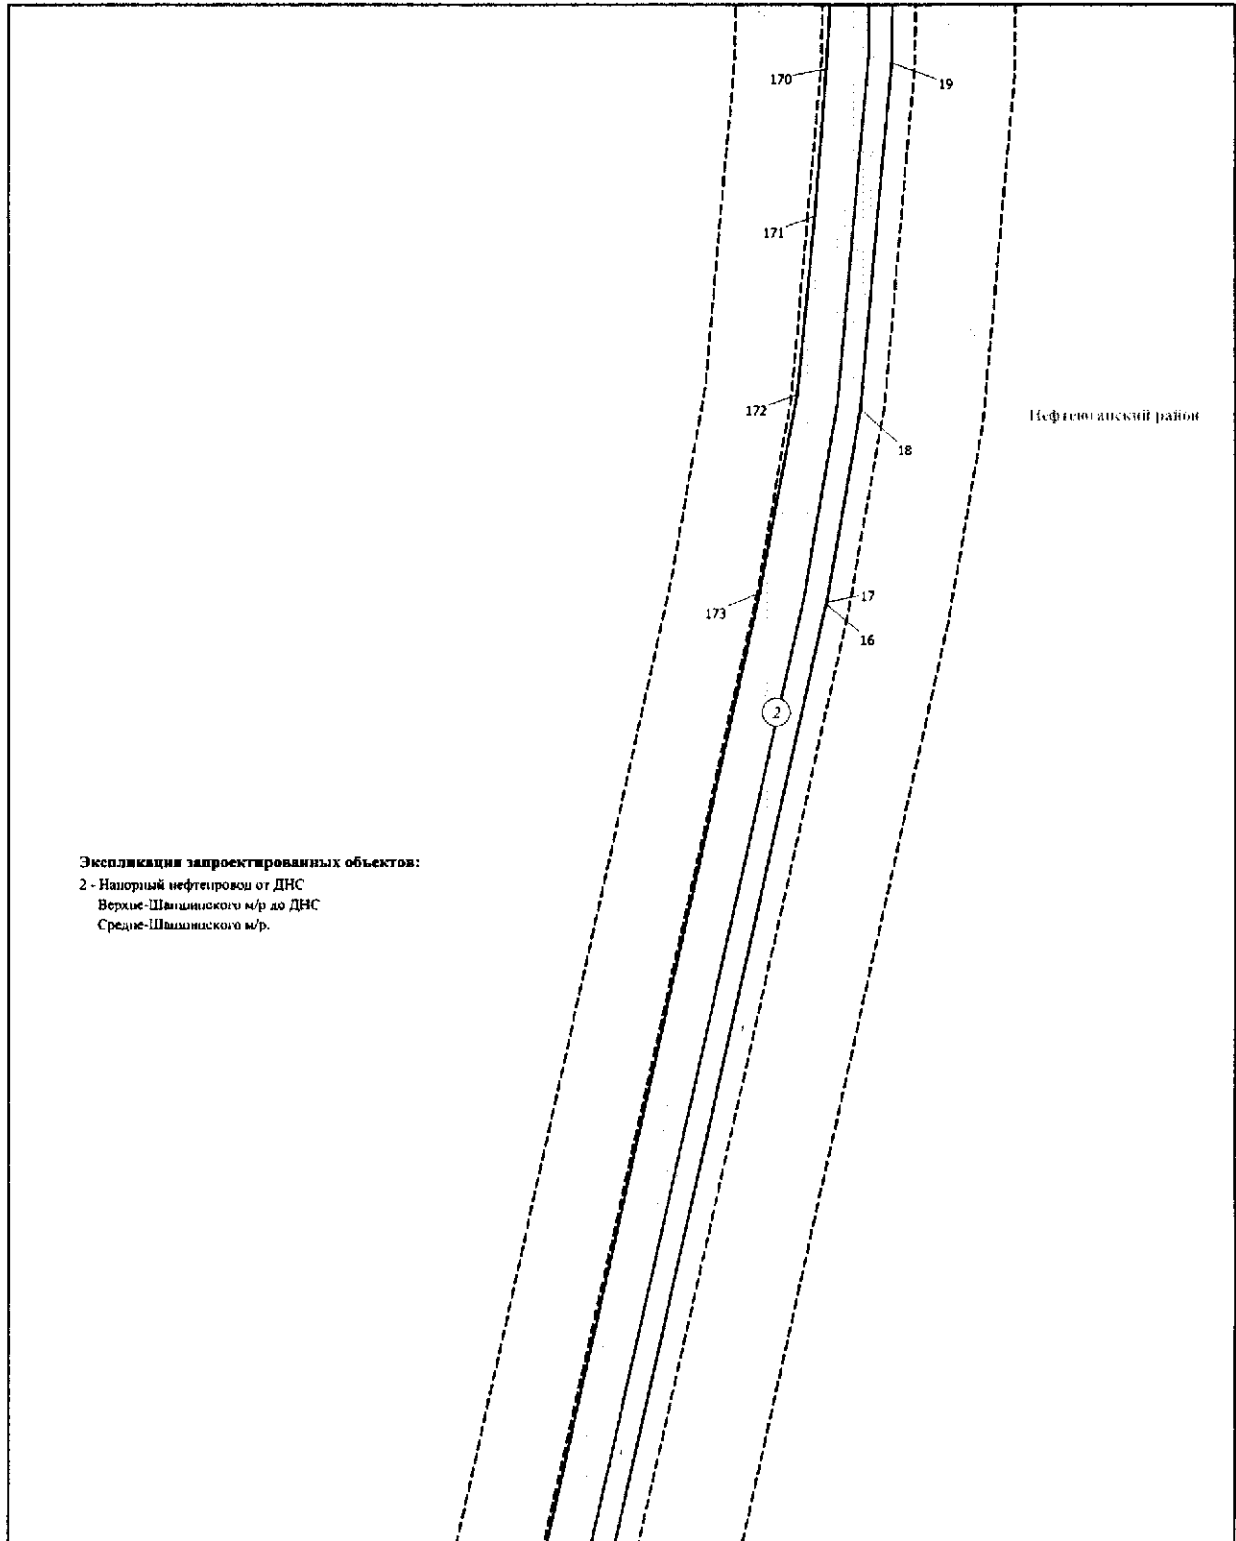 170
19
171
172
Нефтеюганский район
18
173
17
16
2
Экспликация запроектированных объектов:
2 - Напорный нефтепровод от ДНС
Верхне-Шапшинского м/р до ДНС
Средне-Шапшинского м/р.